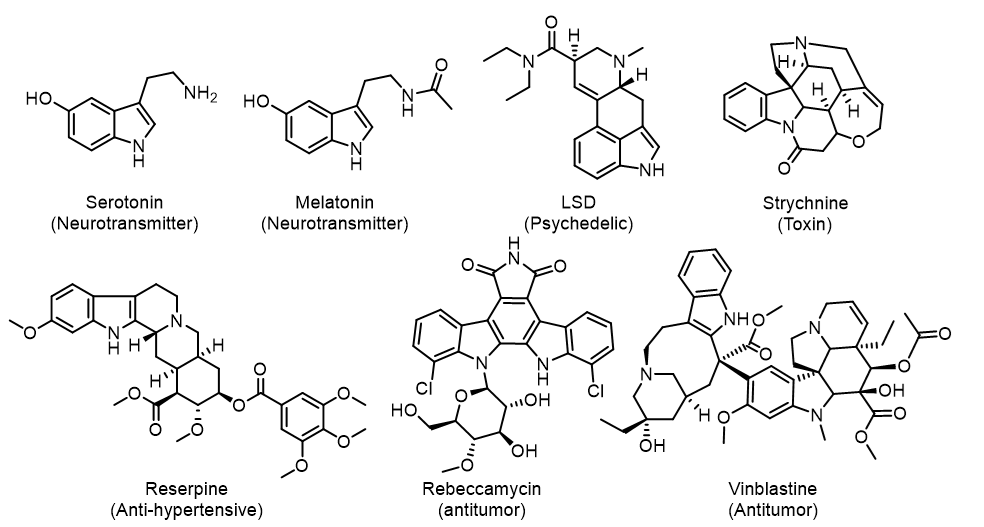 HO
NH2
N
H
Serotonin
(Neurotransmitter)
HO
O
N
H
N
H
Melatonin
(Neurotransmitter)
O
H
N
N
H
NH
LSD
(Psychedelic)
N
H
H
H
H
N
O
O
Strychnine
(Toxin)
O
N
H
N
H
H
H
O
O
O
O
O
O
O
O
Reserpine
(Anti-hypertensive)
H
N
O
O
N
N
H
Cl
Cl
O
OH
HO
OH
O
Rebeccamycin
(antitumor)
NH
O
O
N
H
OH
O
N
N
O
O
OH
O
O
Vinblastine
(Antitumor)